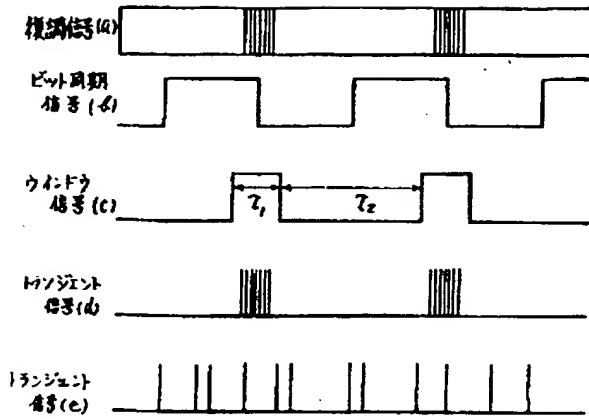 復調信号(a)
ビット同期
信号(b)
ウインドウ
信号(c)
τ1
τ2
トランジェント
信号(d)
トランジェント
信号(e)